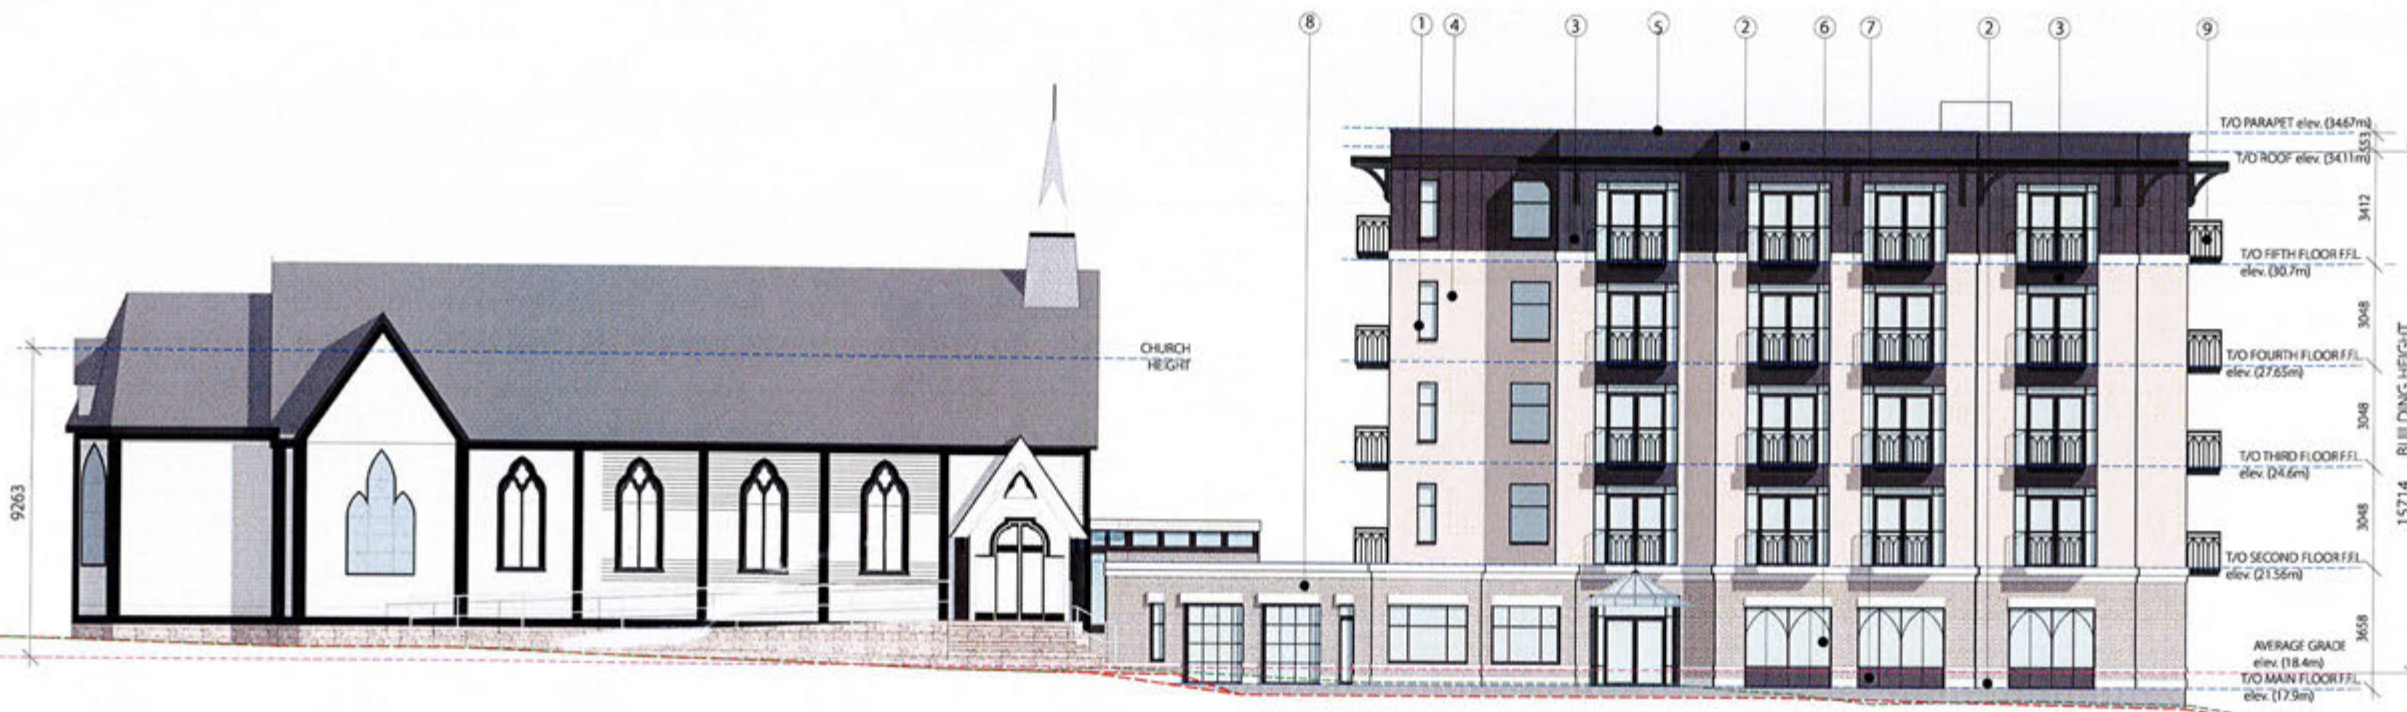 8
1
4
3
5
2
6
7
2
3
9
T/O PARAPET elev. (34.67m)
553
T/O ROOF elev. (34.11m)
3412
T/O FIFTH FLOOR F.F.L.
elev. (30.7m)
3048
CHURCH
HEIGHT
T/O FOURTH FLOOR F.F.L.
elev. (27.65m)
3048
15714 BUILDING HEIGHT
T/O THIRD FLOOR F.F.L.
elev. (24.6m)
9263
3048
T/O SECOND FLOOR F.F.L.
elev. (21.56m)
3658
AVERAGE GRADE
elev. (18.4m)
T/O MAIN FLOOR F.F.L.
elev. (17.9m)